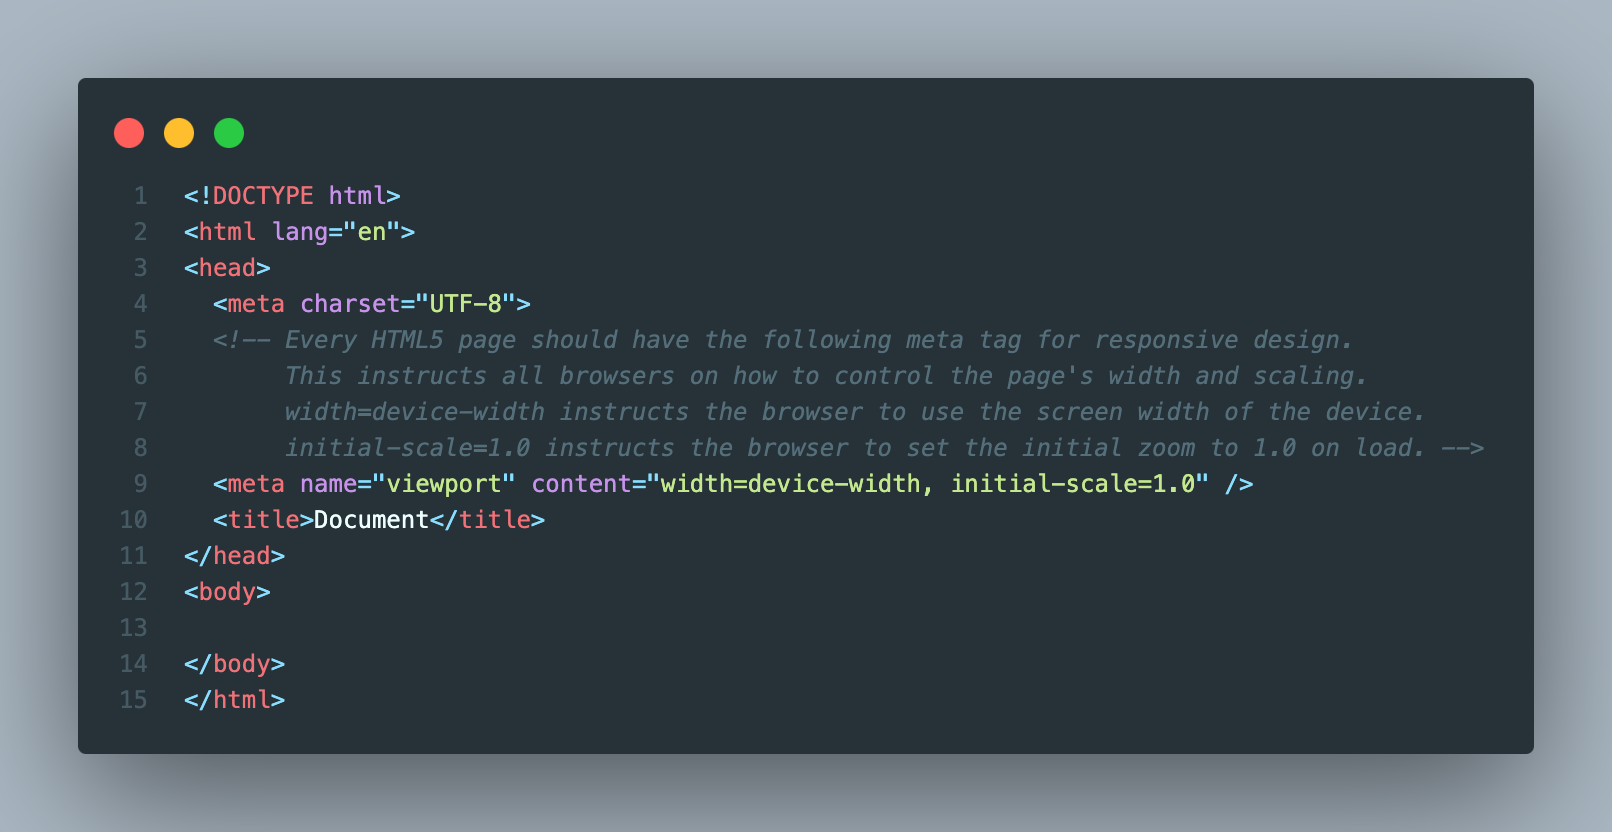 1 <!DOCTYPE html>
2 <html lang="en">
3 <head>
4   <meta charset="UTF-8">
5   <!-- Every HTML5 page should have the following meta tag for responsive design.
6        This instructs all browsers on how to control the page's width and scaling.
7        width=device-width instructs the browser to use the screen width of the device.
8        initial-scale=1.0 instructs the browser to set the initial zoom to 1.0 on load. -->
9   <meta name="viewport" content="width=device-width, initial-scale=1.0" />
10   <title>Document</title>
11 </head>
12 <body>
13
14 </body>
15 </html>